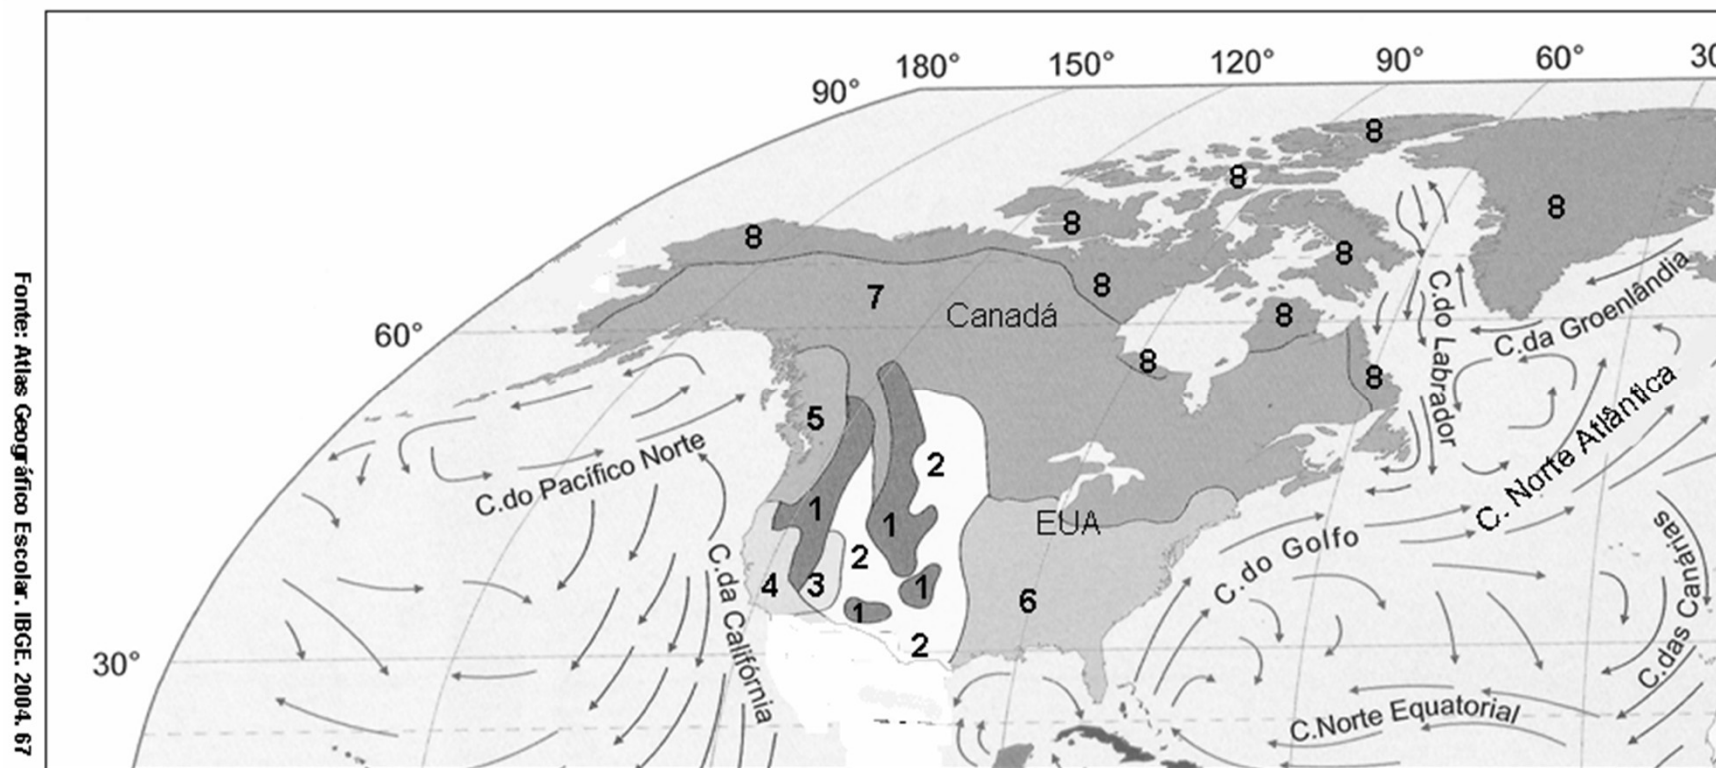 180°
150°
120°
90°
60°
30
90°
8
8
8
8
8
8
7
Canadá
8
60°
8
8
5
2
1
1
EUA
2
4
3
1
1
6
2
30°
C.do Pacífico Norte
C.da Califórnia
C.do Labrador
C.da Groenlândia
C. Norte Atlântica
C.do Golfo
C.das Canárias
C.Norte Equatorial
Fonte: Atlas Geográfico Escolar. IBGE. 2004. 67